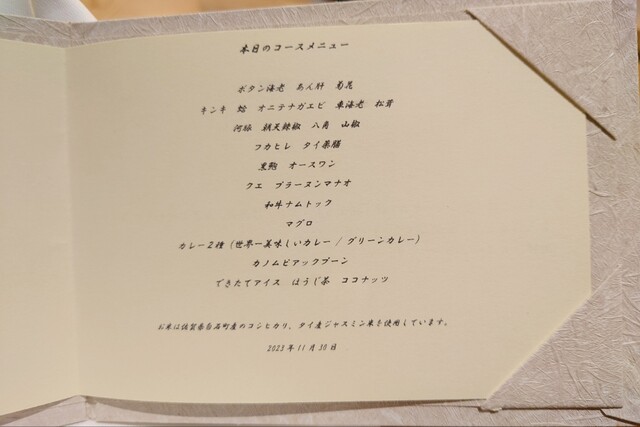 本日のコースメニュー
ボタン海老　あん肝　菊花
キンキ　蛤　オニテナガエビ　車海老　松茸
河豚　朝天辣椒　八角　山椒
フカヒレ　タイ薬膳
黒鮑　オースワン
クエ　プラーヌンマナオ
和牛ナムトック
マグロ
カレー２種（世界一美味しいカレー / グリーンカレー）
カノムピアックプーン
できたてアイス　ほうじ茶　ココナッツ
お米は佐賀県白石町産のコシヒカリ、タイ産ジャスミン米を使用しています。
2023年11月30日